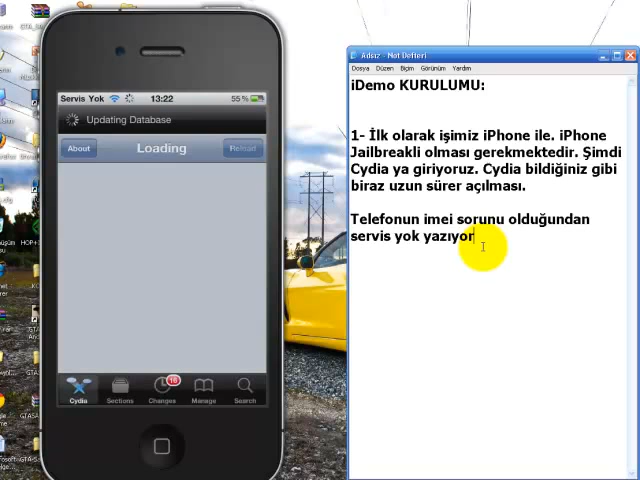 Adsız - Not Defteri
Dosya Düzen Biçim Görünüm Yardım
iDemo KURULUMU:
1- İlk olarak işimiz iPhone ile. iPhone
Jailbreakli olması gerekmektedir. Şimdi
Cydia ya giriyoruz. Cydia bildiğiniz gibi
biraz uzun sürer açılması.
Telefonun imei sorunu olduğundan
servis yok yazıyor
Servis Yok 13:22 55%
Updating Database
About Loading Reload
18
Cydia Sections Changes Manage Search